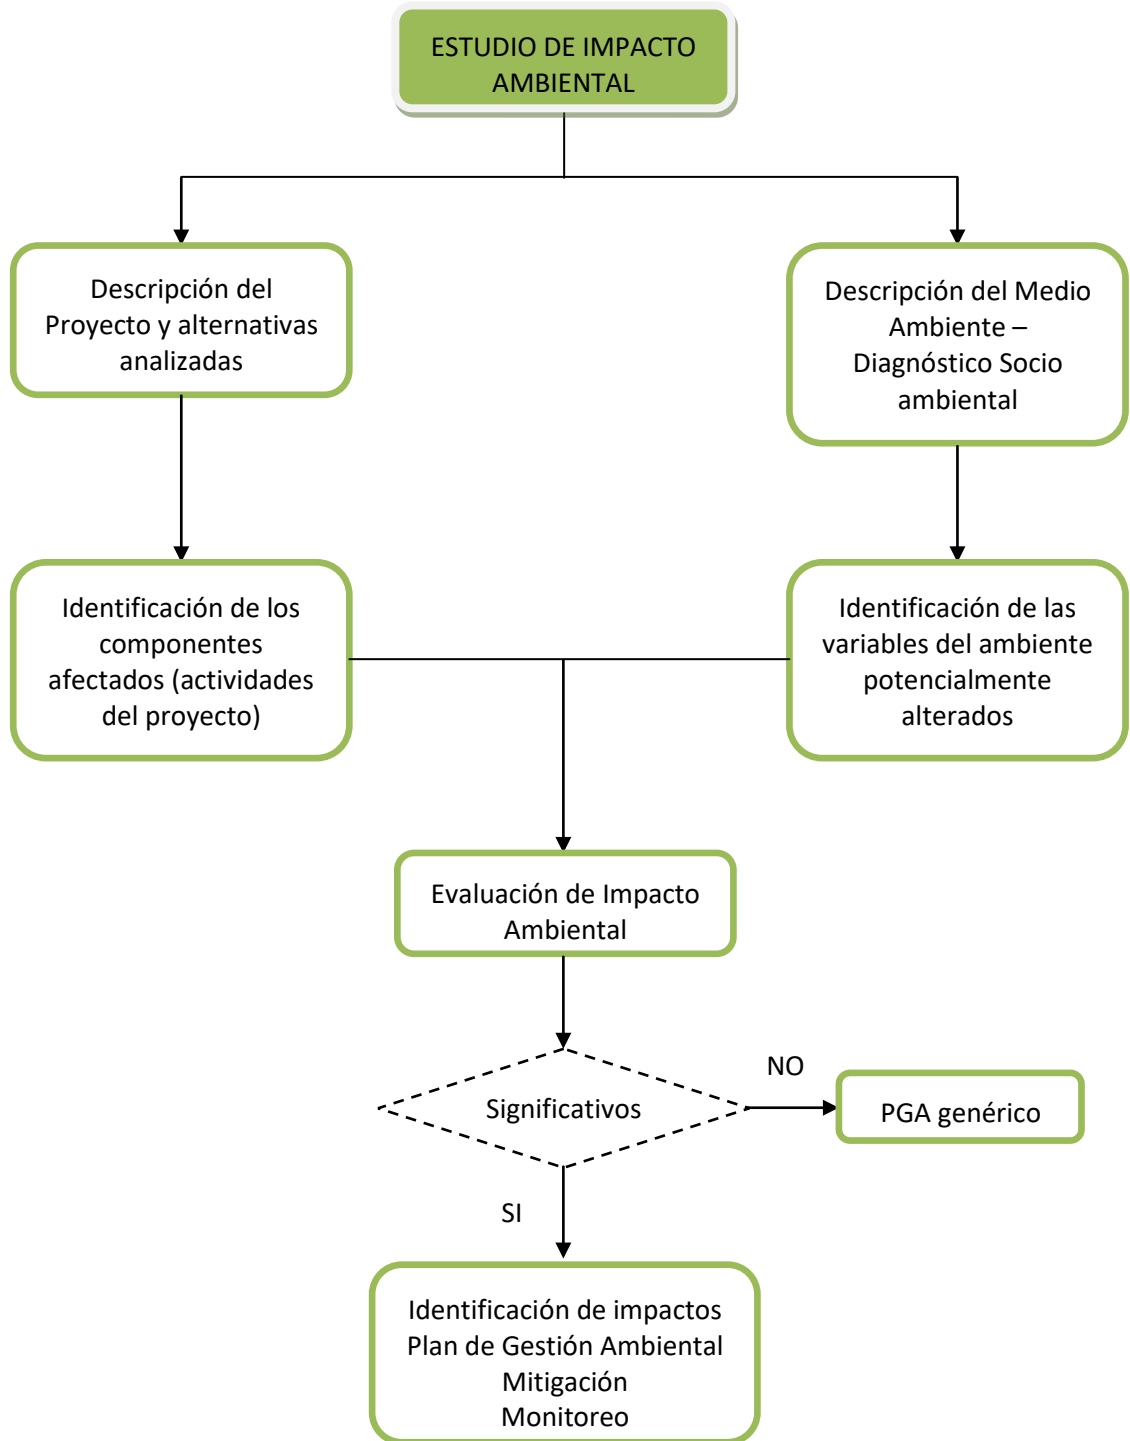 ESTUDIO DE IMPACTO
AMBIENTAL
Descripción del
Proyecto y alternativas
analizadas
Descripción del Medio
Ambiente –
Diagnóstico Socio
ambiental
Identificación de los
componentes
afectados (actividades
del proyecto)
Identificación de las
variables del ambiente
potencialmente
alterados
Evaluación de Impacto
Ambiental
Significativos
NO
PGA genérico
SI
Identificación de impactos
Plan de Gestión Ambiental
Mitigación
Monitoreo